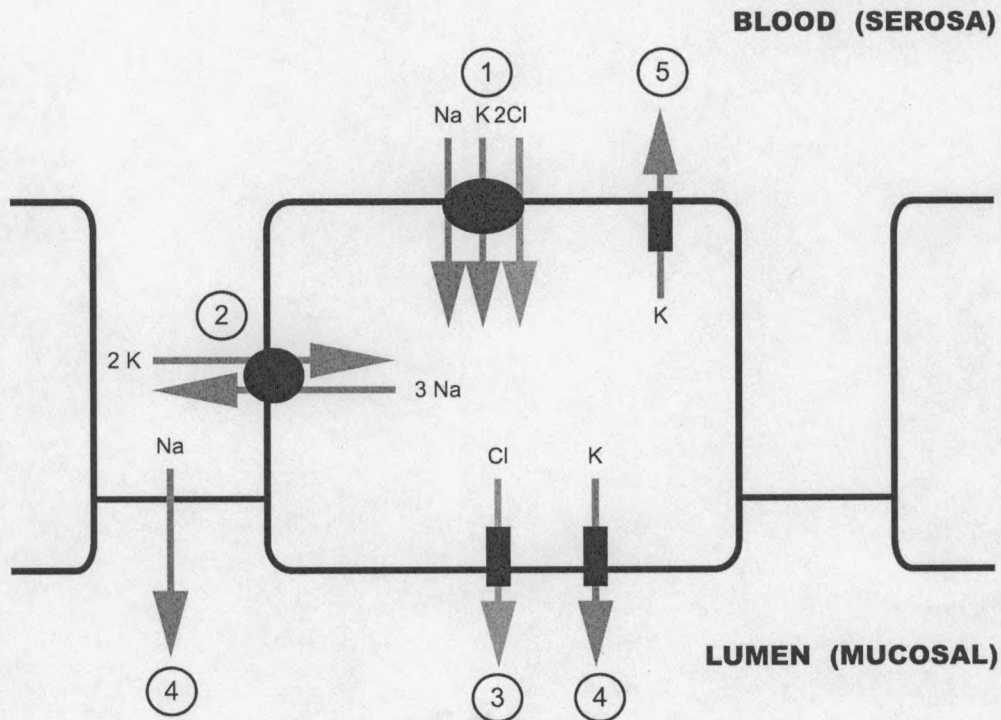 BLOOD (SEROSA)
1
5
Na K 2Cl
2
K
2 K
3 Na
Na
Cl
K
LUMEN (MUCOSAL)
4
3
4